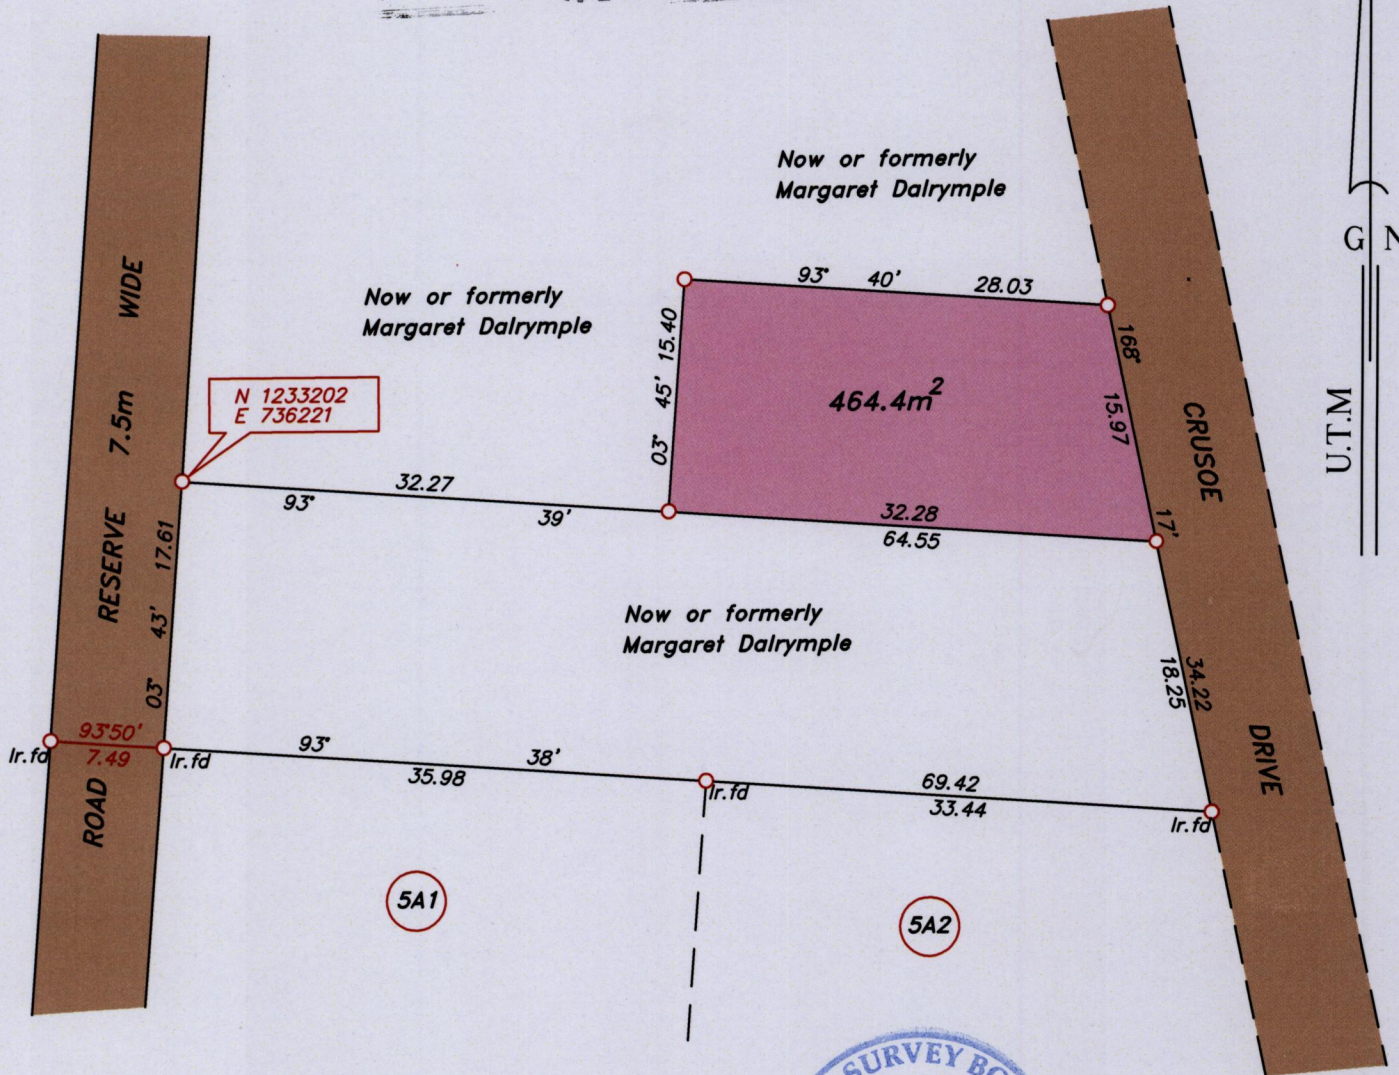 Now or formerly
Margaret Dalrymple
G N
U.T.M
93° 40' 28.03
Now or formerly
Margaret Dalrymple
03° 45' 15.40
168° 17'
15.97
464.4m²
N 1233202
E 736221
CRUSOE DRIVE
ROAD RESERVE 7.5m WIDE
32.27
93° 39'
32.28
64.55
03° 43' 17.61
Now or formerly
Margaret Dalrymple
34.22
18.25
93°50'
7.49
Ir.fd
Ir.fd
93° 38'
35.98
Ir.fd
69.42
33.44
Ir.fd
5A1
5A2
SURVEY